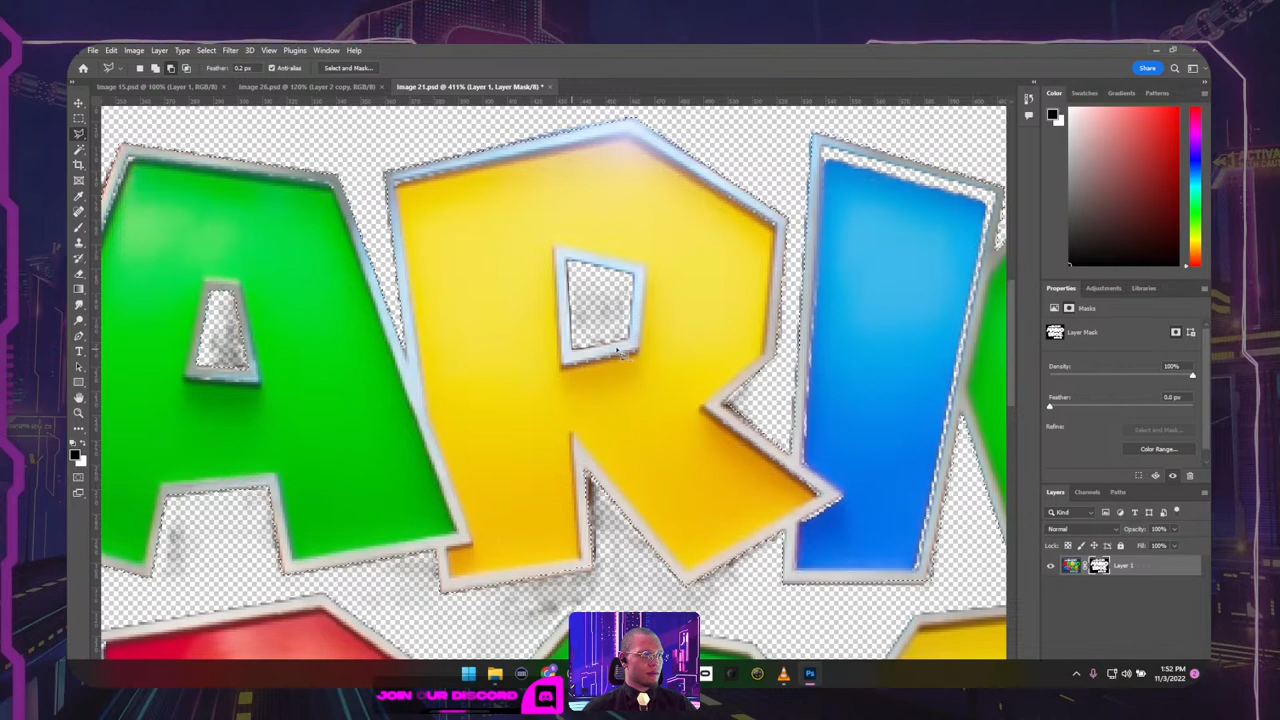 File Edit Image Layer Type Select Filter 3D View Plugins Window Help
Feather: 0.2 px Anti-alias Select and Mask... Share
Image 15.psd @ 100% (Layer 1, RGB/8) × Image 26.psd @ 120% (Layer 2 copy, RGB/8) × Image 21.psd @ 411% (Layer 1, Layer Mask/8) * ×
Color Swatches Gradients Patterns
ARI
Properties Adjustments Libraries
Masks
Layer Mask
Density: 100%
Feather: 0.0 px
Refine: Select and Mask...
Color Range...
Layers Channels Paths
Kind
Normal Opacity: 100%
Lock: Fill: 100%
Layer 1
1:52 PM
11/3/2022
JOIN OUR DISCORD